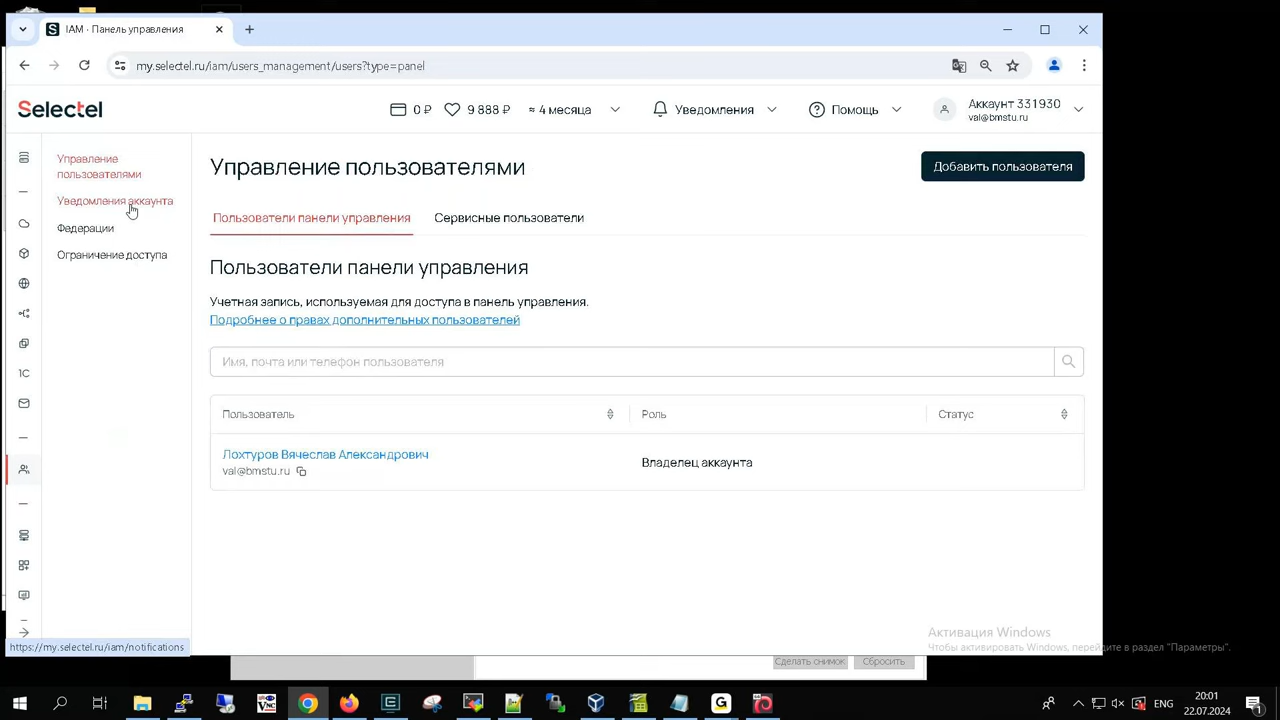 IAM · Панель управления
my.selectel.ru/iam/users_management/users?type=panel
Selectel
0 ₽
9 888 ₽
≈ 4 месяца
Уведомления
Помощь
Аккаунт 331930
val@bmstu.ru
Управление
пользователями
Уведомления аккаунта
Федерации
Ограничение доступа
1C
Управление пользователями
Добавить пользователя
Пользователи панели управления
Сервисные пользователи
Пользователи панели управления
Учетная запись, используемая для доступа в панель управления.
Подробнее о правах дополнительных пользователей
Имя, почта или телефон пользователя
Пользователь
Роль
Статус
Лохтуров Вячеслав Александрович
val@bmstu.ru
Владелец аккаунта
Активация Windows
Чтобы активировать Windows, перейдите в раздел "Параметры".
https://my.selectel.ru/iam/notifications
Сделать снимок
Сбросить
ENG
20:01
22.07.2024